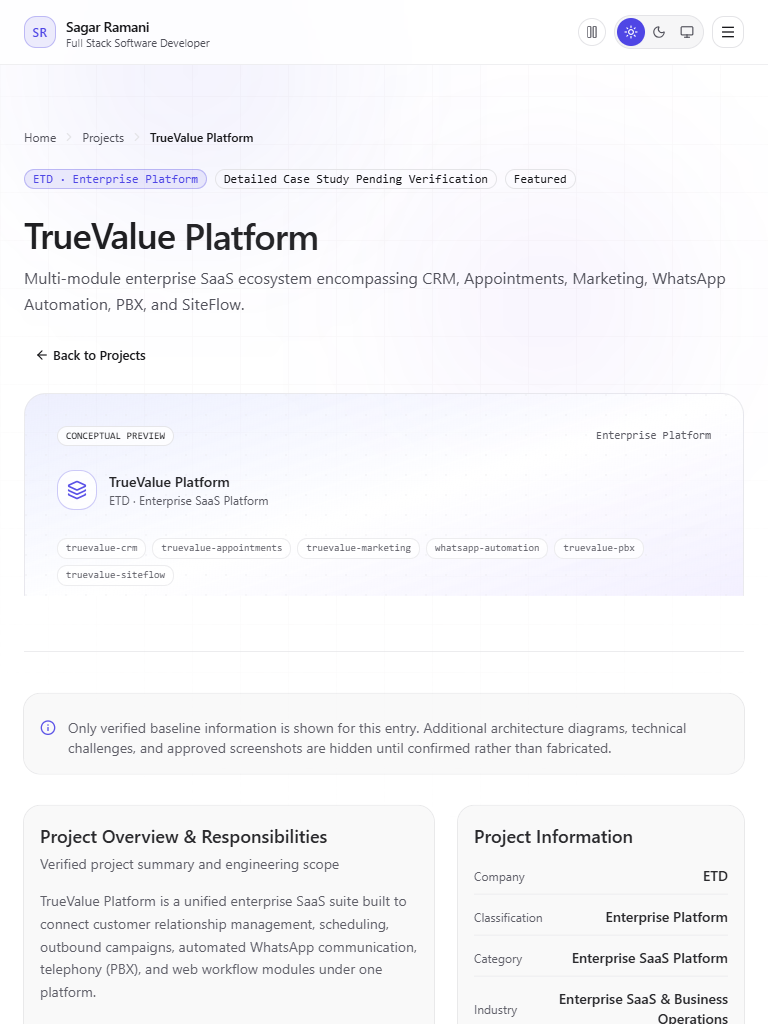 SR
Sagar Ramani
Full Stack Software Developer
Home
Projects
TrueValue Platform
ETD · Enterprise Platform
Detailed Case Study Pending Verification
Featured
TrueValue Platform
Multi-module enterprise SaaS ecosystem encompassing CRM, Appointments, Marketing, WhatsApp
Automation, PBX, and SiteFlow.
← Back to Projects
CONCEPTUAL PREVIEW
Enterprise Platform
TrueValue Platform
ETD · Enterprise SaaS Platform
truevalue-crm
truevalue-appointments
truevalue-marketing
whatsapp-automation
truevalue-pbx
truevalue-siteflow
Only verified baseline information is shown for this entry. Additional architecture diagrams, technical
challenges, and approved screenshots are hidden until confirmed rather than fabricated.
Project Overview & Responsibilities
Verified project summary and engineering scope
TrueValue Platform is a unified enterprise SaaS suite built to
connect customer relationship management, scheduling,
outbound campaigns, automated WhatsApp communication,
telephony (PBX), and web workflow modules under one
platform.
Project Information
Company ETD
Classification Enterprise Platform
Category Enterprise SaaS Platform
Industry Enterprise SaaS & Business
Operations